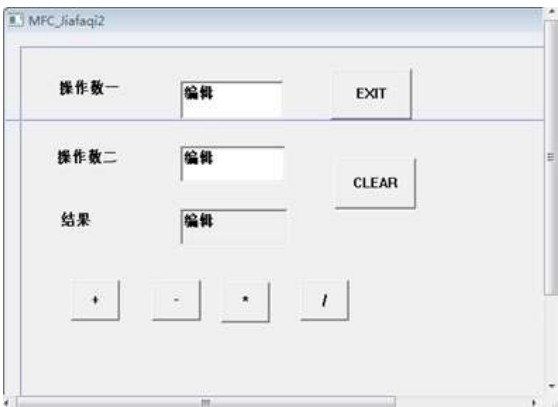 MFC_Jiafaqi2
操作数一 编辑 EXIT
操作数二 编辑 CLEAR
结果 编辑
+ - * /